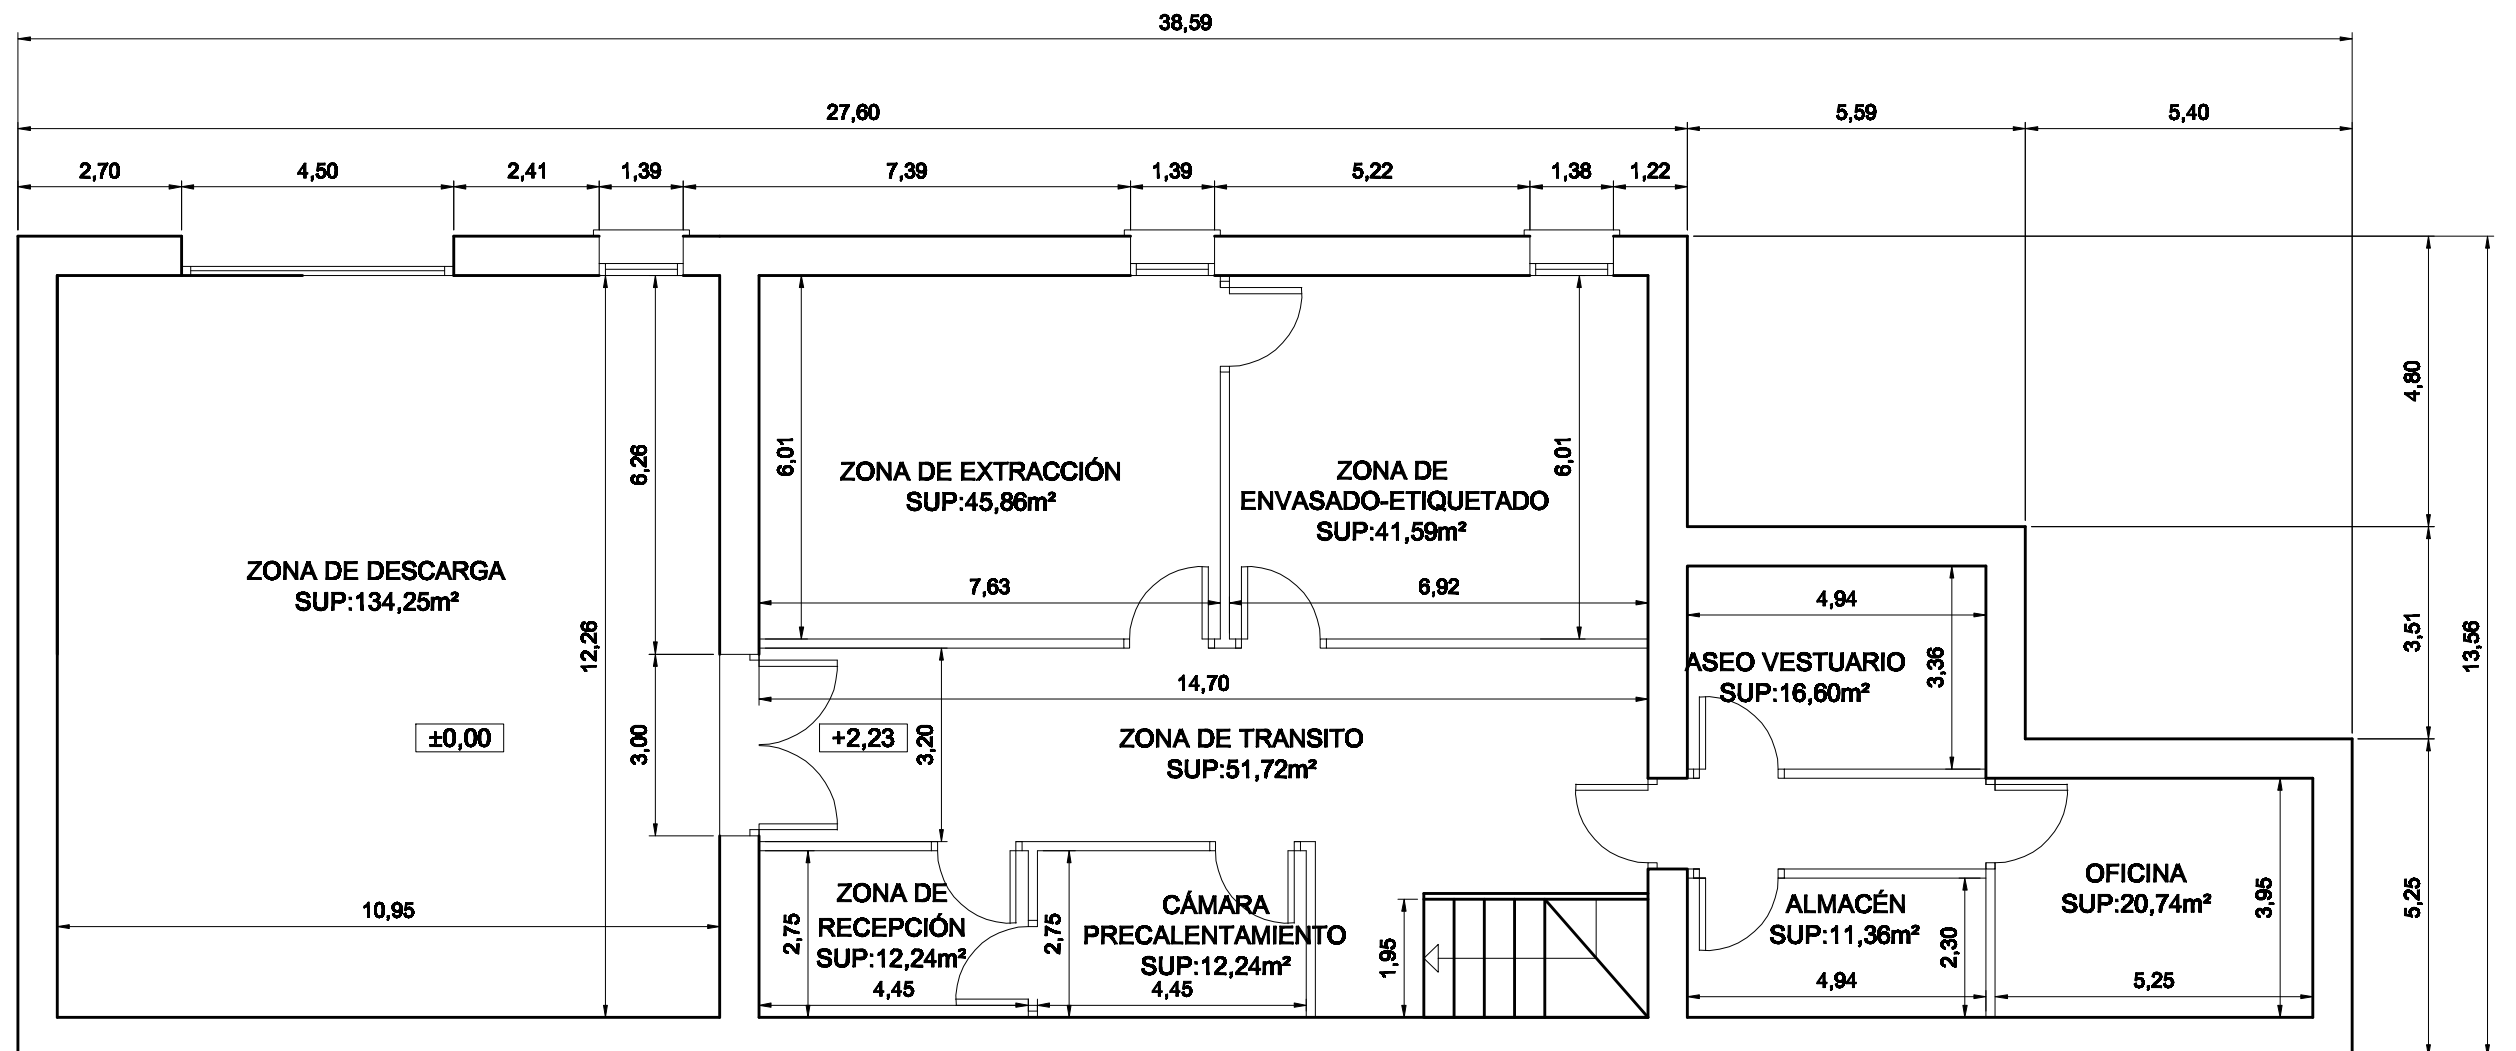 38,59
27,60
5,59
5,40
2,70
4,50
2,41
1,39
7,39
1,39
5,22
1,38
1,22
4,80
6,01
6,01
6,26
ZONA DE EXTRACCIÓN
SUP:45,86m²
ZONA DE
ENVASADO-ETIQUETADO
SUP:41,59m²
ZONA DE DESCARGA
SUP:134,25m²
7,63
6,92
4,94
12,26
3,51
13,56
ASEO VESTUARIO
SUP:16,60m²
3,36
14,70
±0,00
3,00
+2,23
3,20
ZONA DE TRANSITO
SUP:51,72m²
10,95
2,75
ZONA DE
RECEPCIÓN
SUP:12,24m²
4,45
2,75
CÁMARA
PRECALENTAMIENTO
SUP:12,24m²
4,45
1,95
ALMACÉN
SUP:11,36m²
2,30
4,94
OFICINA
SUP:20,74m²
3,95
5,25
5,25